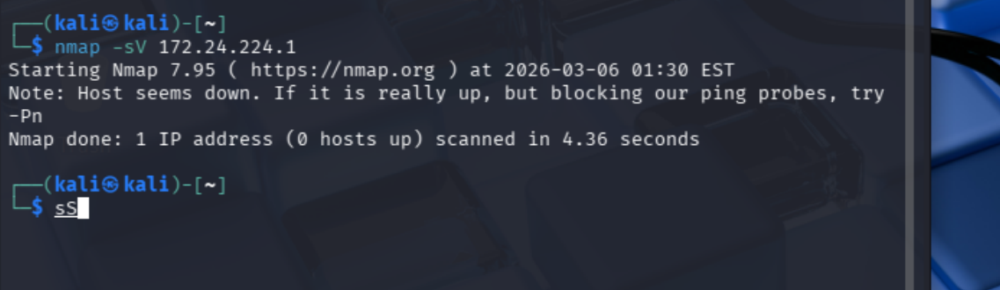 ┌──(kali㉿kali)-[~]
└─$ nmap -sV 172.24.224.1
Starting Nmap 7.95 ( https://nmap.org ) at 2026-03-06 01:30 EST
Note: Host seems down. If it is really up, but blocking our ping probes, try
-Pn
Nmap done: 1 IP address (0 hosts up) scanned in 4.36 seconds
┌──(kali㉿kali)-[~]
└─$ sS